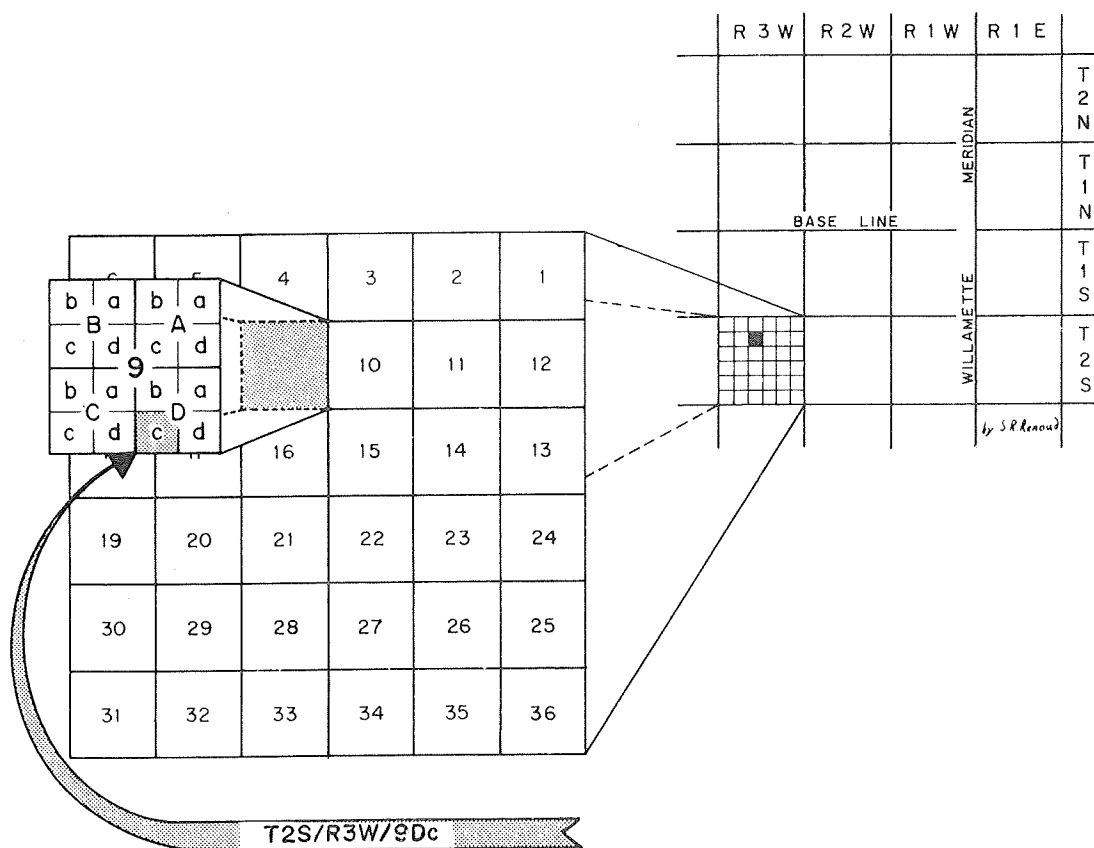 R 3 W R 2 W R 1 W R 1 E
T 2 N
T 1 N
T 1 S
T 2 S
MERIDIAN
BASE LINE
WILLAMETTE
by S.R. Renoud
4 3 2 1
10 11 12
16 15 14 13
19 20 21 22 23 24
30 29 28 27 26 25
31 32 33 34 35 36
b a b a
B A
c d c d
9
b a b a
C D
c d c d
T2S/R3W/9Dc